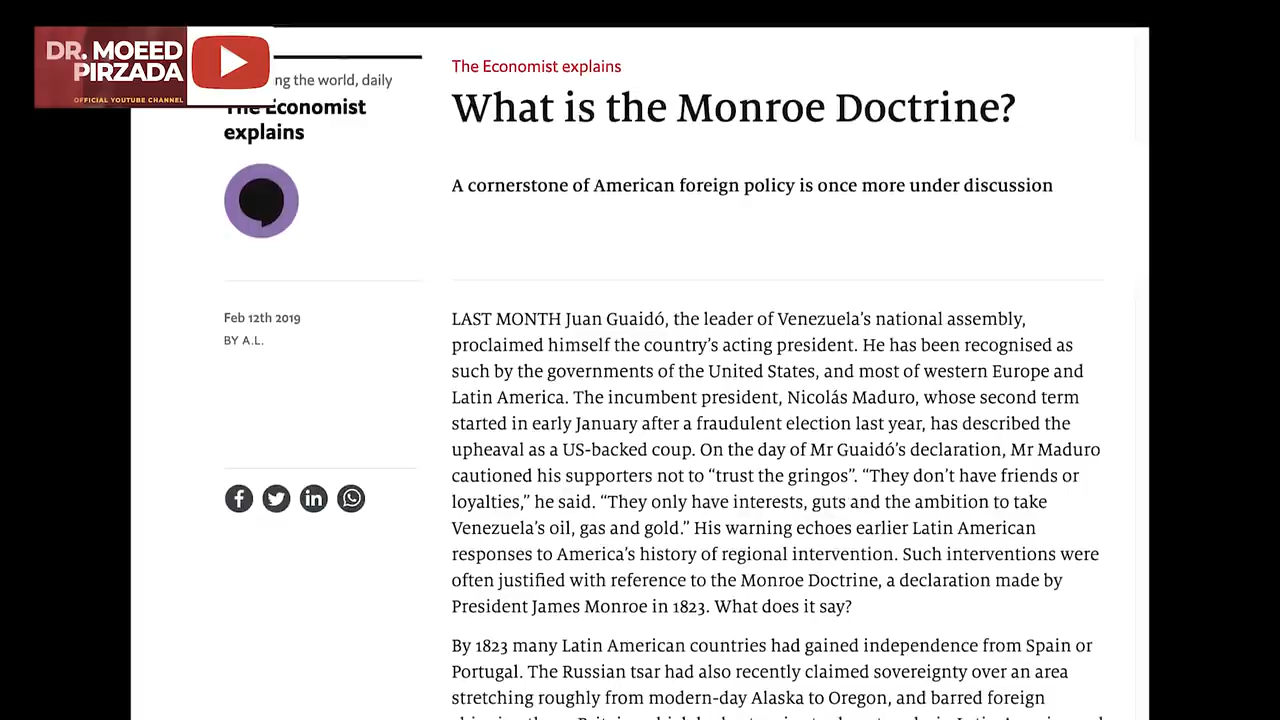 DR. MOEED
PIRZADA
OFFICIAL YOUTUBE CHANNEL
ng the world, daily
The Economist
explains
Feb 12th 2019
BY A.L.
The Economist explains
What is the Monroe Doctrine?
A cornerstone of American foreign policy is once more under discussion
LAST MONTH Juan Guaidó, the leader of Venezuela’s national assembly,
proclaimed himself the country’s acting president. He has been recognised as
such by the governments of the United States, and most of western Europe and
Latin America. The incumbent president, Nicolás Maduro, whose second term
started in early January after a fraudulent election last year, has described the
upheaval as a US-backed coup. On the day of Mr Guaidó’s declaration, Mr Maduro
cautioned his supporters not to “trust the gringos”. “They don’t have friends or
loyalties,” he said. “They only have interests, guts and the ambition to take
Venezuela’s oil, gas and gold.” His warning echoes earlier Latin American
responses to America’s history of regional intervention. Such interventions were
often justified with reference to the Monroe Doctrine, a declaration made by
President James Monroe in 1823. What does it say?
By 1823 many Latin American countries had gained independence from Spain or
Portugal. The Russian tsar had also recently claimed sovereignty over an area
stretching roughly from modern-day Alaska to Oregon, and barred foreign